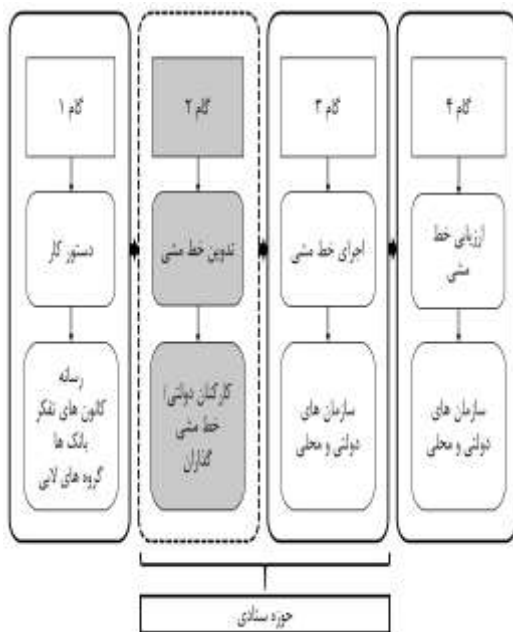 گام ۱
دستور کار
رسانه
کانون های تفکر
بانک ها
گروه های لابی
گام ۲
تدوین خط مشی
کارکنان دولتی/
خط مشی
گذاران
گام ۳
اجرای خط مشی
سازمان های
دولتی و محلی
گام ۴
ارزیابی خط
مشی
سازمان های
دولتی و محلی
حوزه ستادی